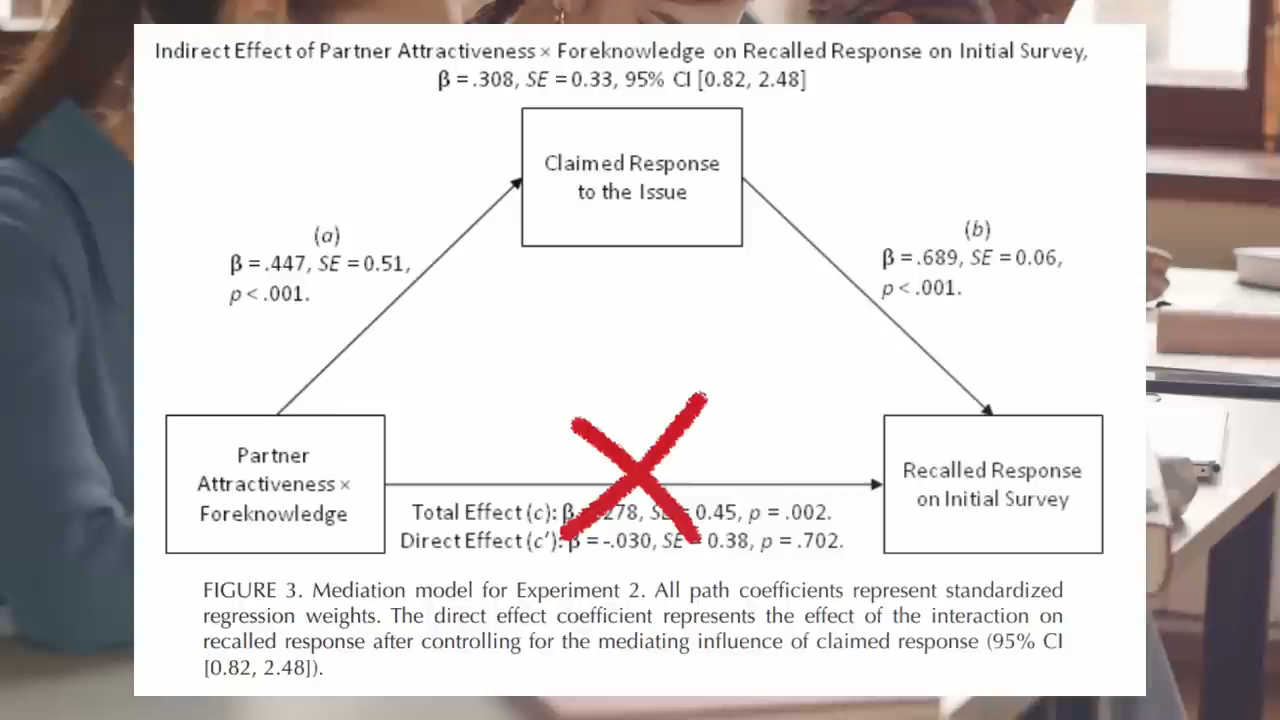 Indirect Effect of Partner Attractiveness × Foreknowledge on Recalled Response on Initial Survey,
β = .308, SE = 0.33, 95% CI [0.82, 2.48]
Claimed Response
to the Issue
(a)
β = .447, SE = 0.51,
p < .001.
(b)
β = .689, SE = 0.06,
p < .001.
Partner
Attractiveness ×
Foreknowledge
Recalled Response
on Initial Survey
Total Effect (c): 278, 0.45, p = .002.
Direct Effect (c′): β = -.030, SE = 0.38, p = .702.
FIGURE 3. Mediation model for Experiment 2. All path coefficients represent standardized
regression weights. The direct effect coefficient represents the effect of the interaction on
recalled response after controlling for the mediating influence of claimed response (95% CI
[0.82, 2.48]).